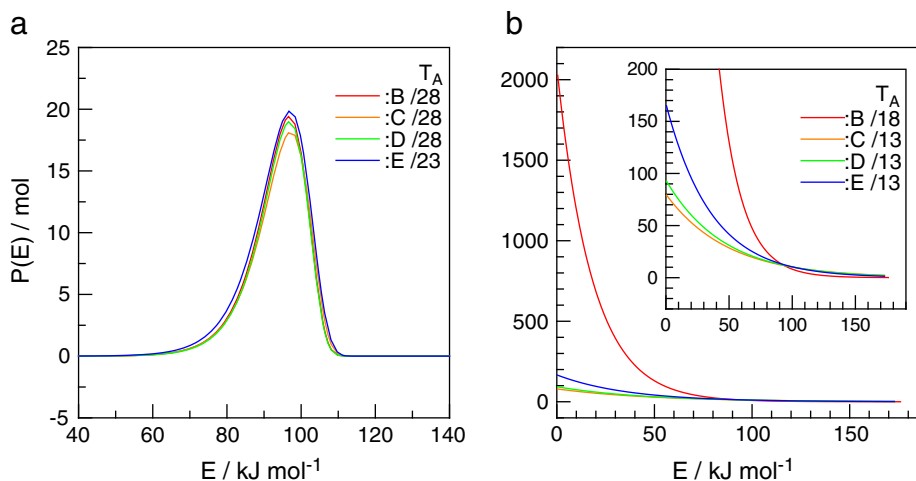 a
25
20
15
10
5
0
-5
P(E) / mol
T_A
:B /28
:C /28
:D /28
:E /23
40 60 80 100 120 140
E / kJ mol⁻¹
b
2000
1500
1000
500
0
200
150
100
50
0
T_A
:B /18
:C /13
:D /13
:E /13
0 50 100 150
0 50 100 150
E / kJ mol⁻¹